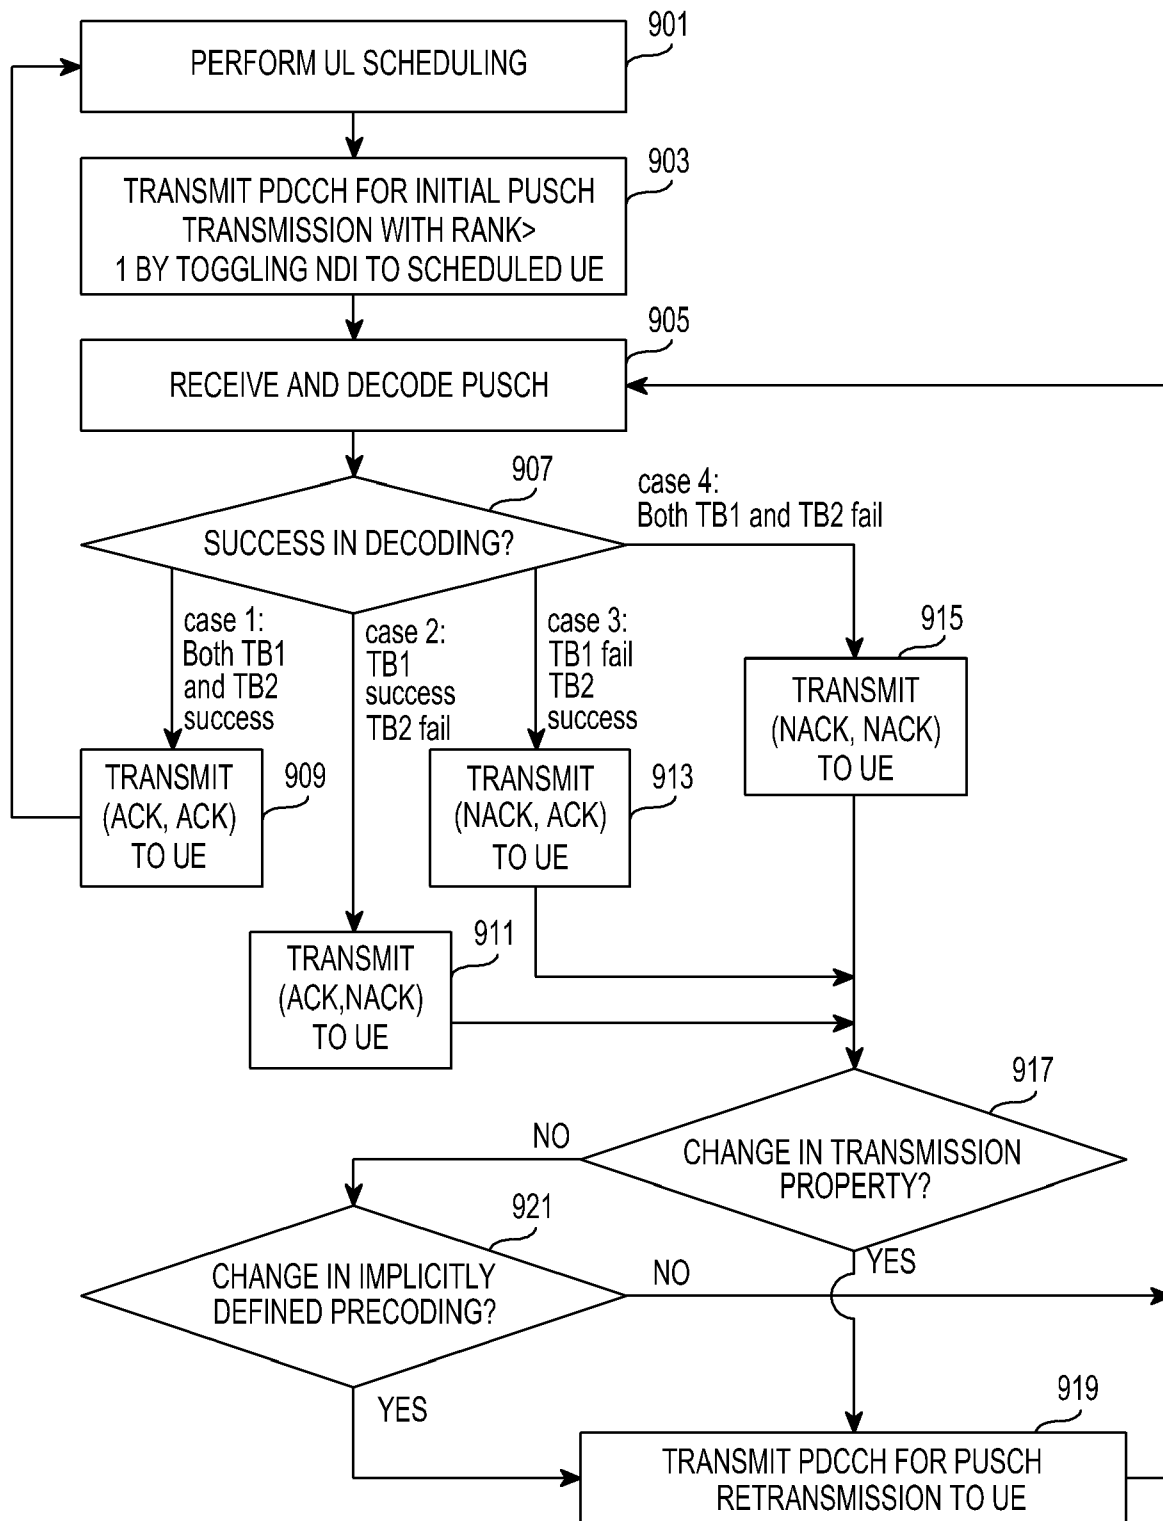 901
PERFORM UL SCHEDULING
903
TRANSMIT PDCCH FOR INITIAL PUSCH
TRANSMISSION WITH RANK>
1 BY TOGGLING NDI TO SCHEDULED UE
905
RECEIVE AND DECODE PUSCH
907
SUCCESS IN DECODING?
case 4:
Both TB1 and TB2 fail
case 1:
Both TB1
and TB2
success
case 2:
TB1
success
TB2 fail
case 3:
TB1 fail
TB2
success
915
TRANSMIT
(NACK, NACK)
TO UE
909
TRANSMIT
(ACK, ACK)
TO UE
913
TRANSMIT
(NACK, ACK)
TO UE
911
TRANSMIT
(ACK,NACK)
TO UE
917
CHANGE IN TRANSMISSION
PROPERTY?
NO
YES
921
CHANGE IN IMPLICITLY
DEFINED PRECODING?
NO
YES
919
TRANSMIT PDCCH FOR PUSCH
RETRANSMISSION TO UE